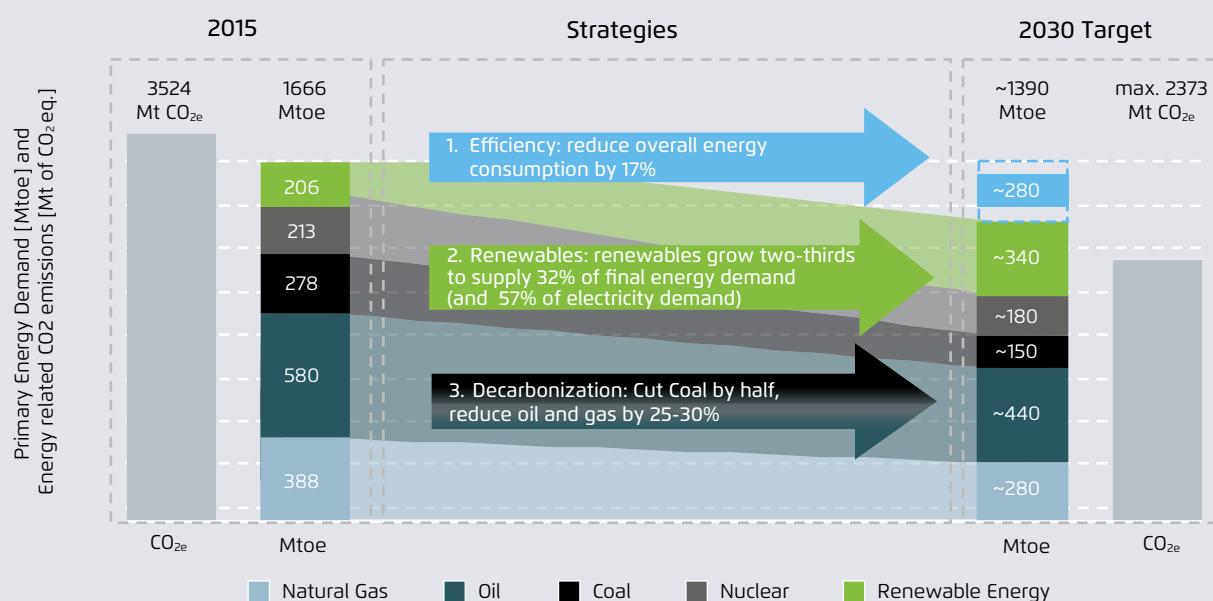 2015
Strategies
2030 Target
Primary Energy Demand [Mtoe] and
Energy related CO2 emissions [Mt of CO₂ eq.]
3524
Mt CO₂ₑ
1666
Mtoe
~1390
Mtoe
max. 2373
Mt CO₂ₑ
1. Efficiency: reduce overall energy
consumption by 17%
2. Renewables: renewables grow two-thirds
to supply 32% of final energy demand
(and 57% of electricity demand)
3. Decarbonization: Cut Coal by half,
reduce oil and gas by 25-30%
206
213
278
580
388
~280
~340
~180
~150
~440
~280
CO₂ₑ
Mtoe
Mtoe
CO₂ₑ
Natural Gas
Oil
Coal
Nuclear
Renewable Energy